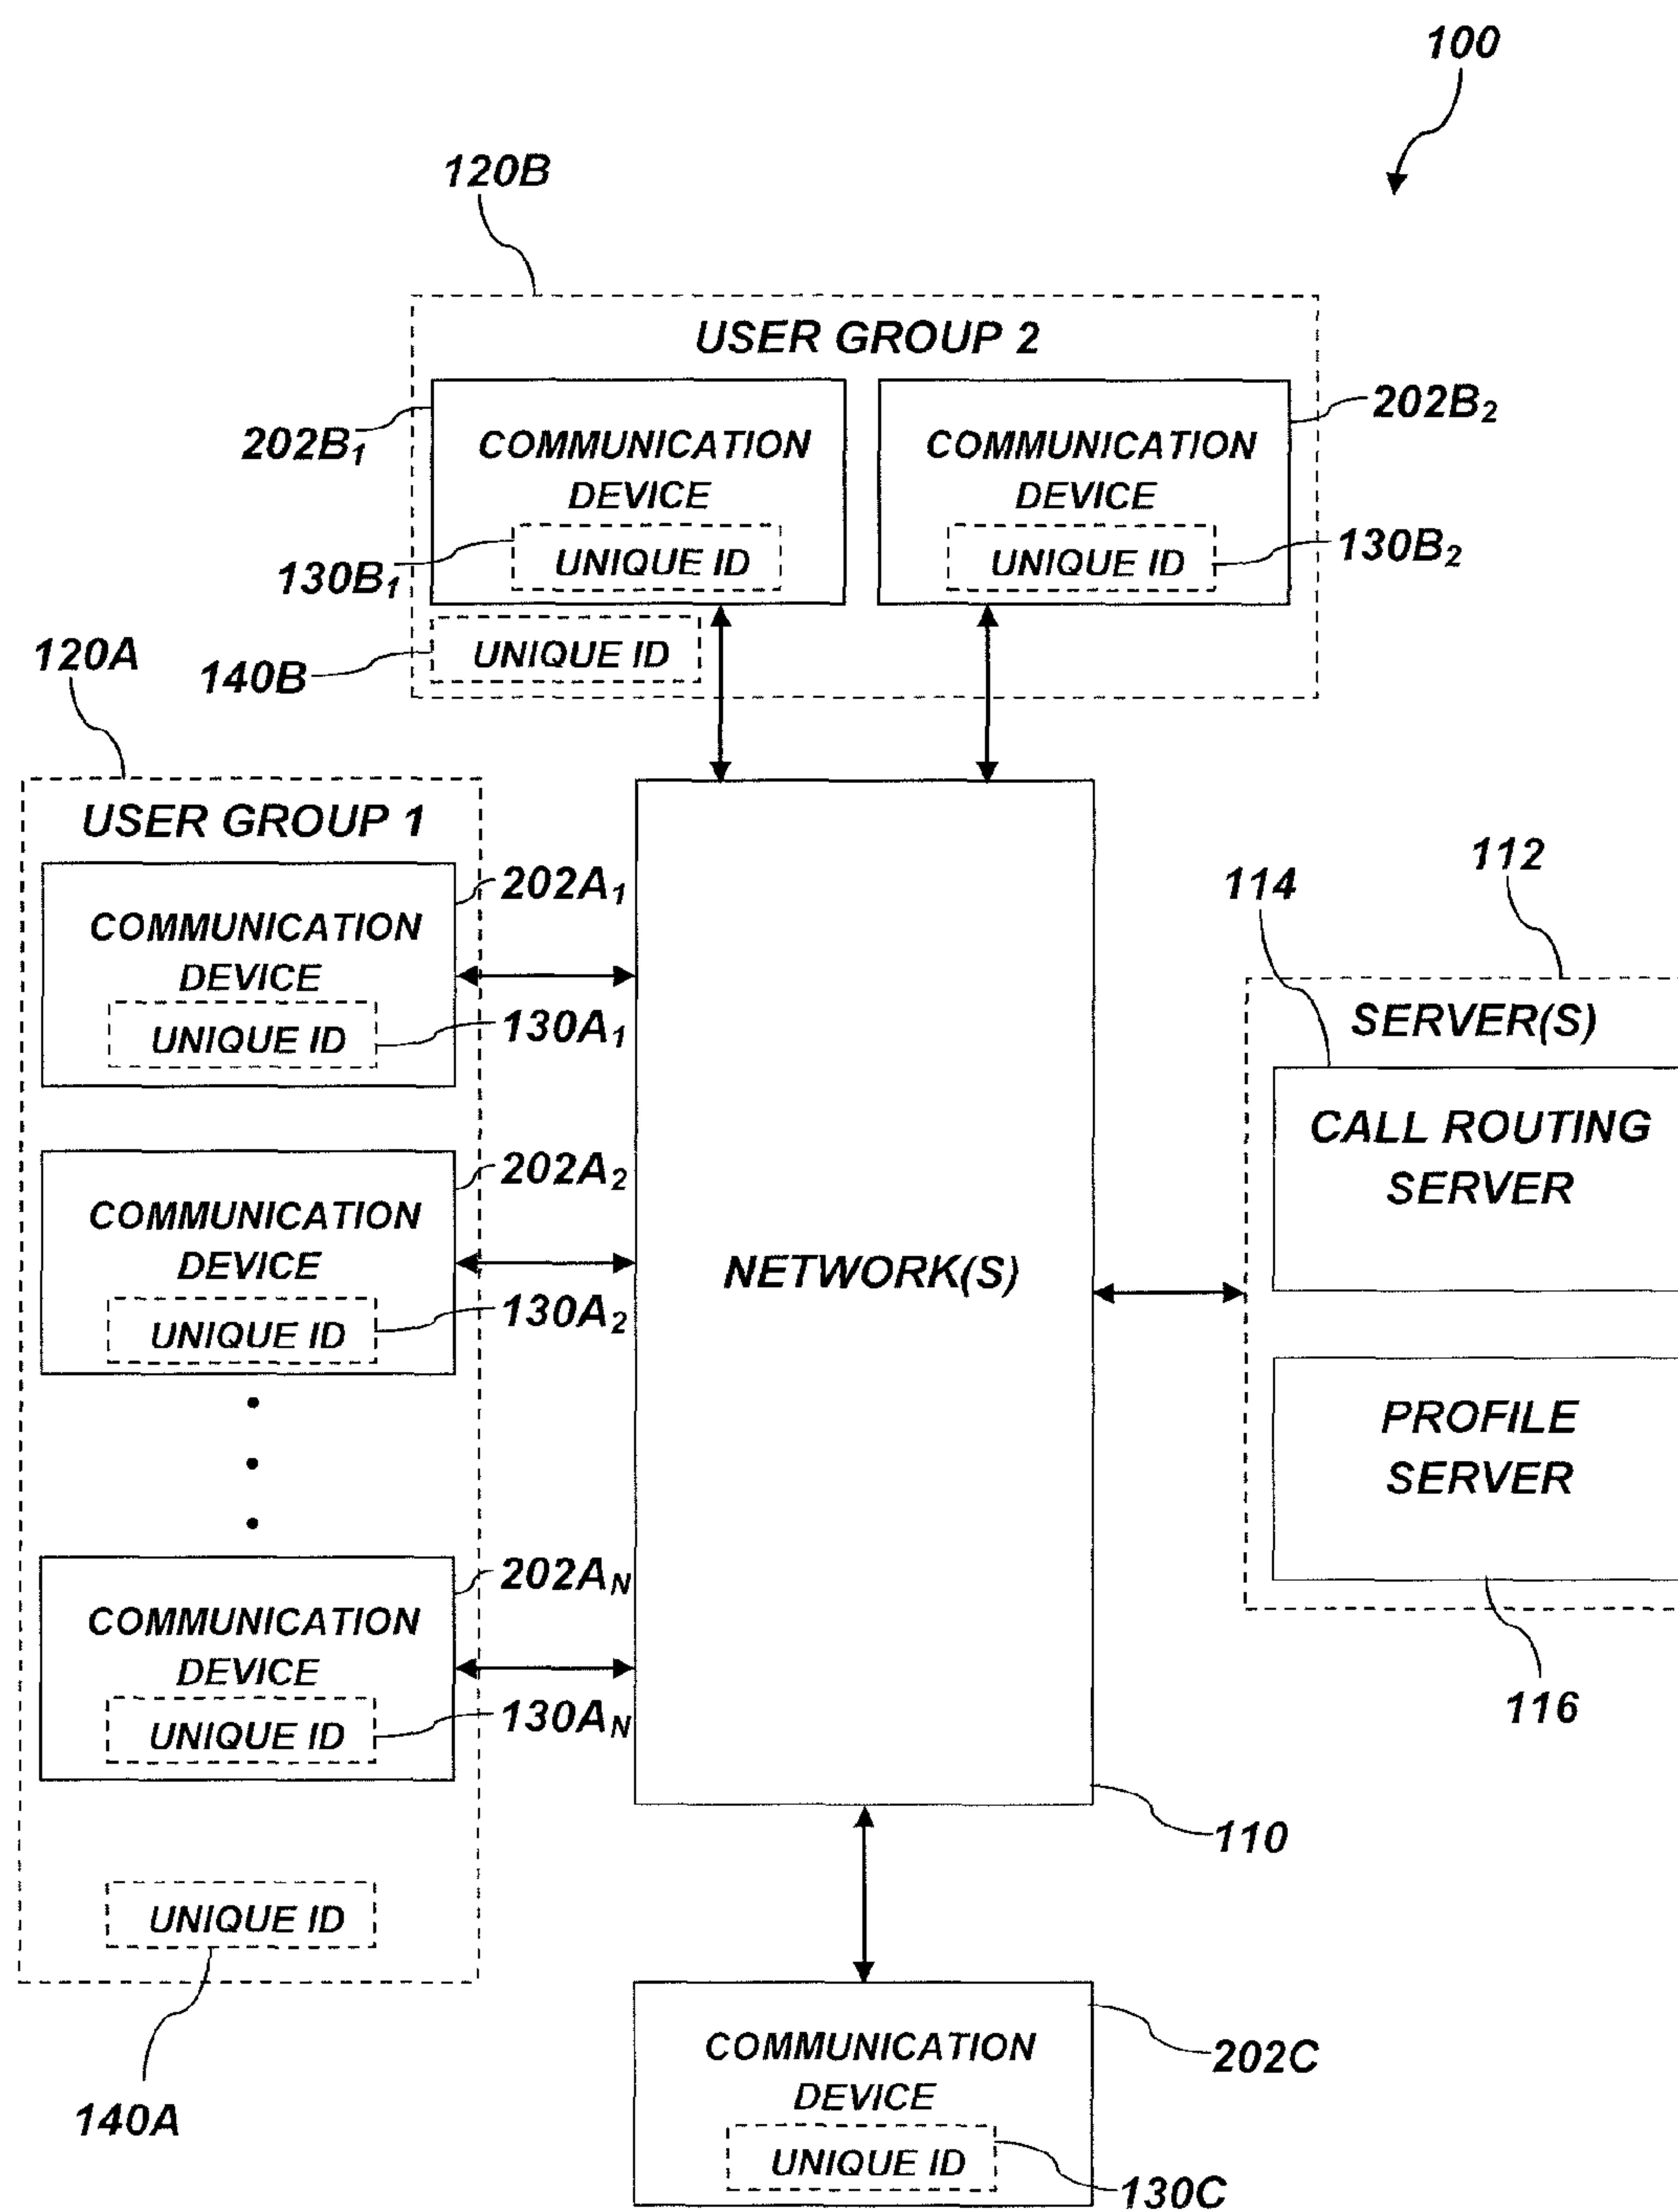 100
120B
USER GROUP 2
202B₁
COMMUNICATION
DEVICE
UNIQUE ID
130B₁
COMMUNICATION
DEVICE
UNIQUE ID
202B₂
130B₂
UNIQUE ID
140B
120A
USER GROUP 1
COMMUNICATION
DEVICE
UNIQUE ID
202A₁
130A₁
COMMUNICATION
DEVICE
UNIQUE ID
202A₂
130A₂
COMMUNICATION
DEVICE
UNIQUE ID
202Aₙ
130Aₙ
UNIQUE ID
140A
NETWORK(S)
110
112
114
SERVER(S)
CALL ROUTING
SERVER
PROFILE
SERVER
116
COMMUNICATION
DEVICE
UNIQUE ID
202C
130C